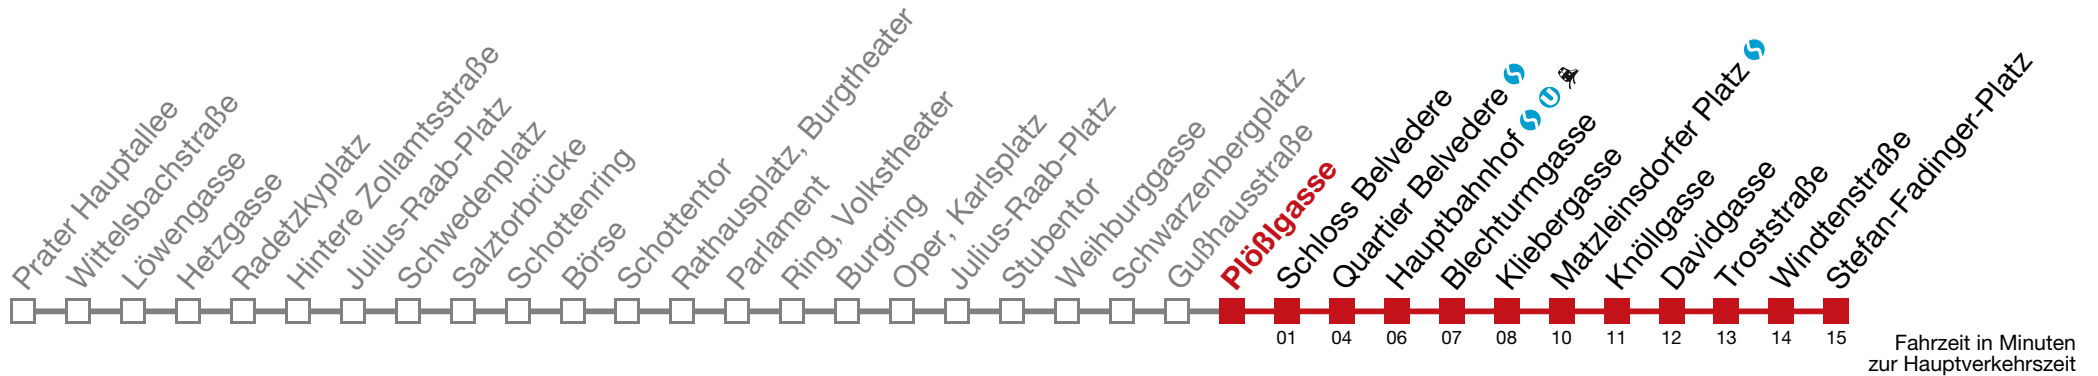 Prater Hauptallee
Wittelsbachstraße
Löwengasse
Hetzgasse
Radetzkyplatz
Hintere Zollamtsstraße
Julius-Raab-Platz
Schwedenplatz
Salztorbrücke
Schottenring
Börse
Schottentor
Rathausplatz, Burgtheater
Parlament
Ring, Volkstheater
Burgring
Oper, Karlsplatz
Julius-Raab-Platz
Stubentor
Weihburggasse
Schwarzenbergplatz
Gußhausstraße
Plößlgasse
Schloss Belvedere
Quartier Belvedere
Hauptbahnhof
Blechturmgasse
Kliebergasse
Matzleinsdorfer Platz
Knöllgasse
Davidgasse
Troststraße
Windtenstraße
Stefan-Fadinger-Platz
01 04 06 07 08 10 11 12 13 14 15
Fahrzeit in Minuten
zur Hauptverkehrszeit